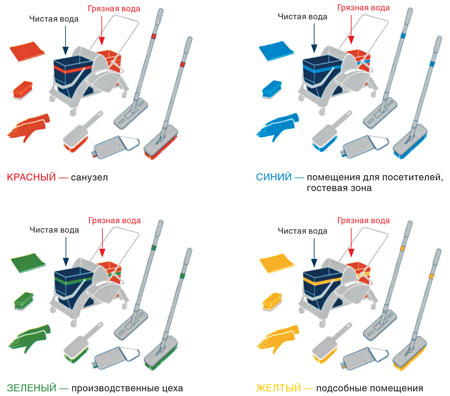 Грязная вода
Чистая вода
КРАСНЫЙ — санузел
Грязная вода
Чистая вода
СИНИЙ — помещения для посетителей,
гостевая зона
Грязная вода
Чистая вода
ЗЕЛЕНЫЙ — производственные цеха
Грязная вода
Чистая вода
ЖЕЛТЫЙ — подсобные помещения